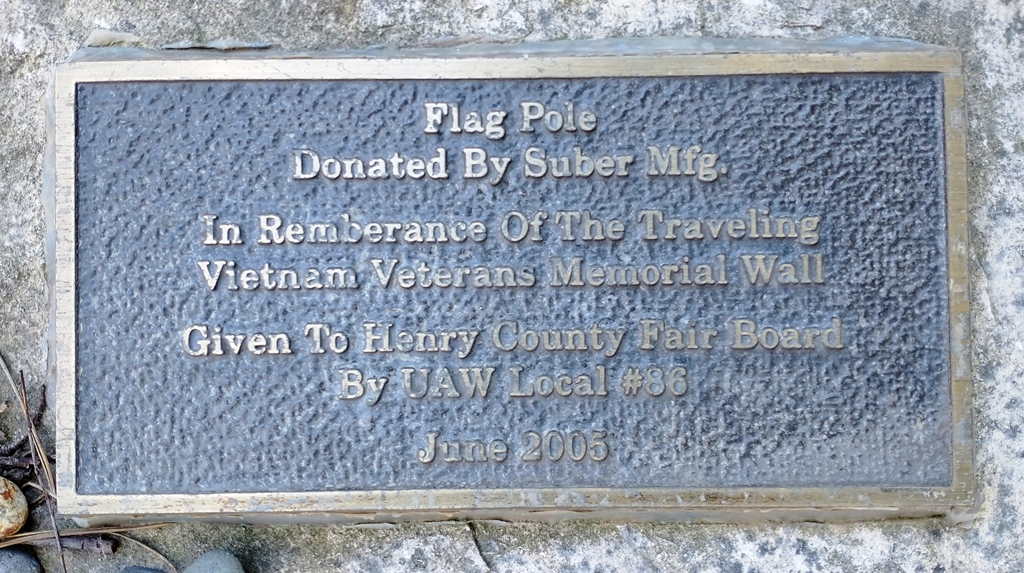 Flag Pole
Donated By Suber Mfg.
In Remberance Of The Traveling
Vietnam Veterans Memorial Wall
Given To Henry County Fair Board
By UAW Local #86
June 2005